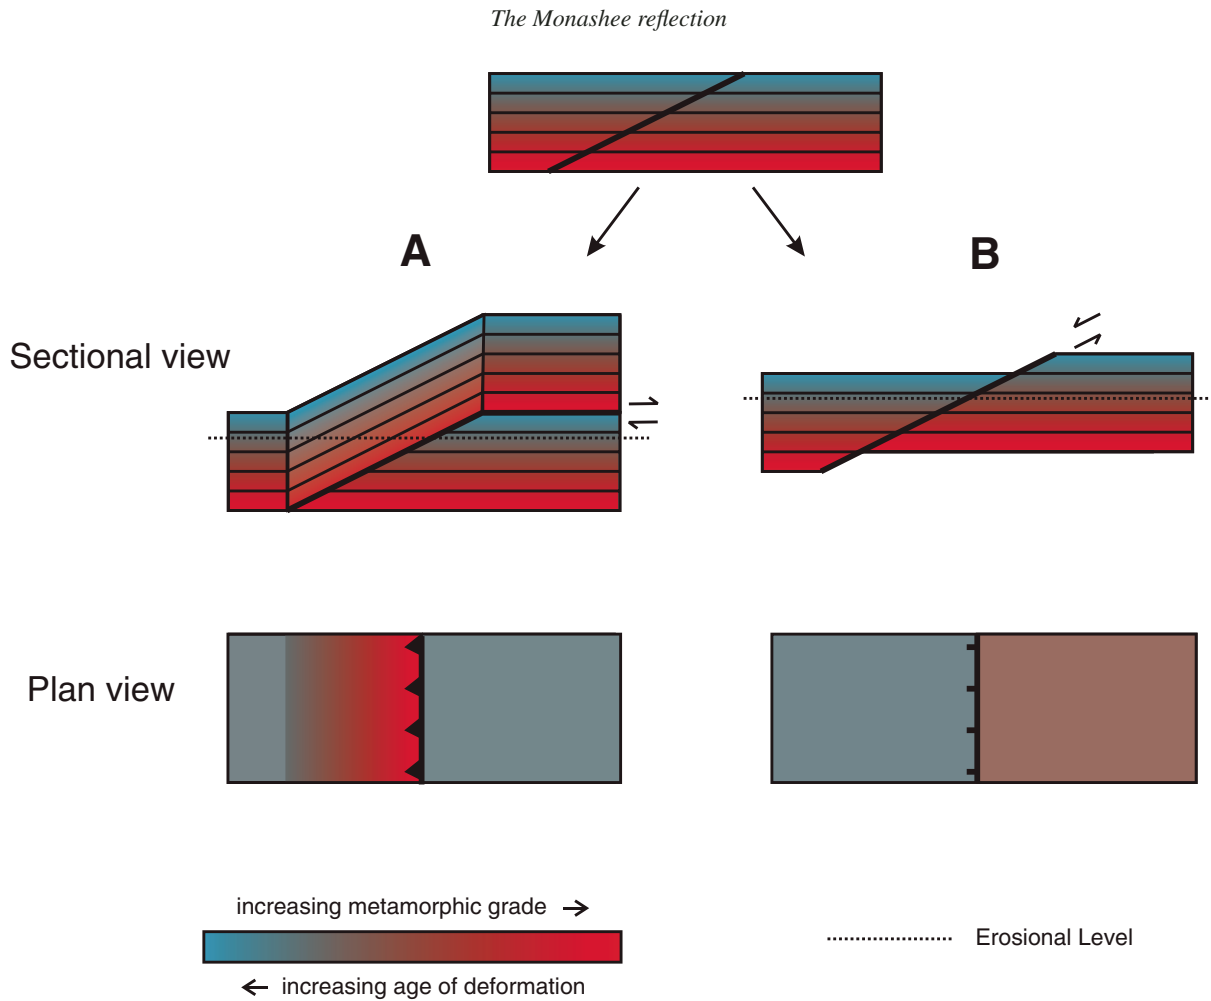 The Monashee reflection
A
B
Sectional view
Plan view
increasing metamorphic grade
increasing age of deformation
Erosional Level